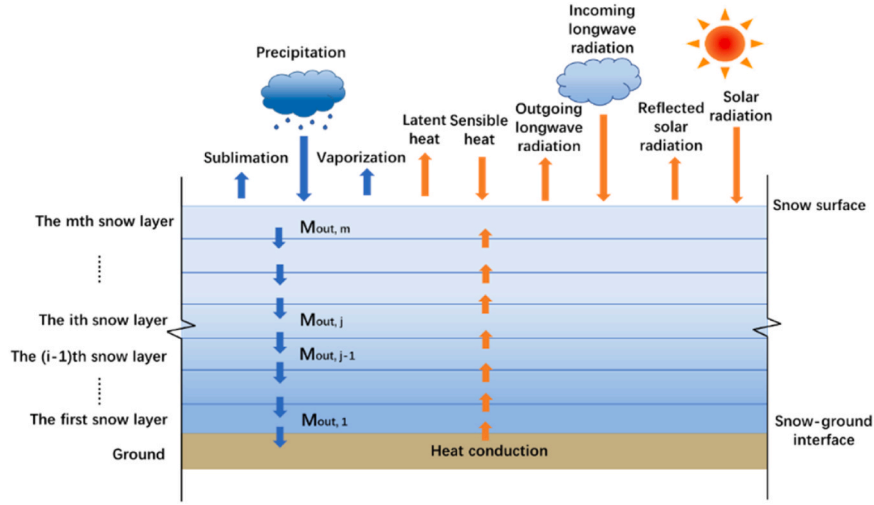 Incoming
longwave
radiation
Precipitation
Solar
radiation
Reflected
solar
radiation
Outgoing
longwave
radiation
Latent
heat
Sensible
heat
Sublimation
Vaporization
Snow surface
The mth snow layer
Mout, m
The ith snow layer
Mout, j
The (i-1)th snow layer
Mout, j-1
The first snow layer
Mout, 1
Snow-ground
interface
Ground
Heat conduction